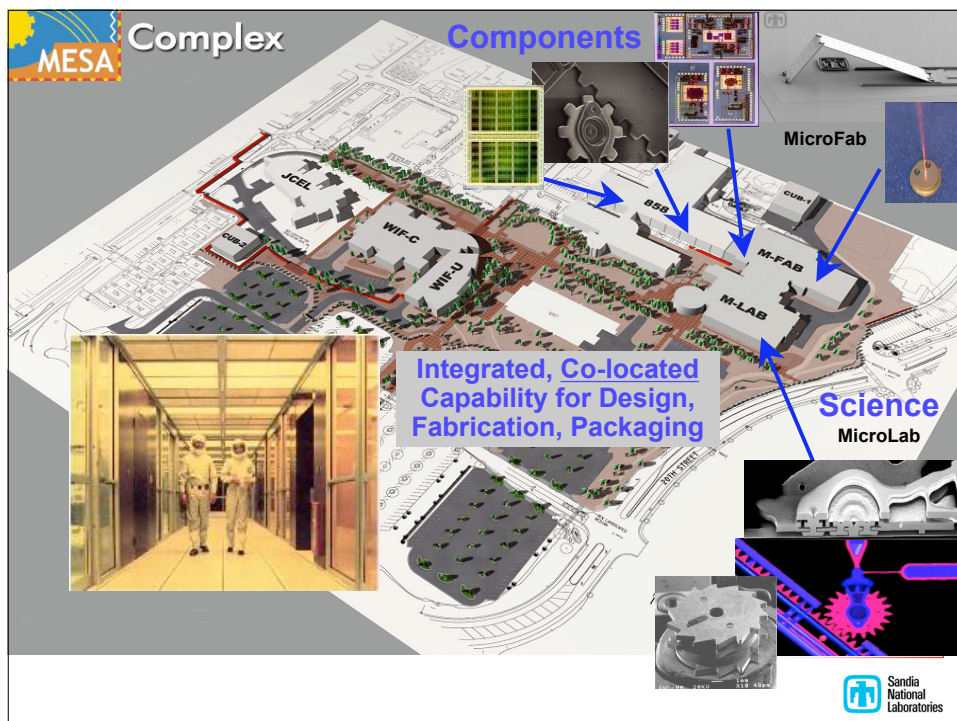 MESA
Complex
Components
MicroFab
JCEL
CUB-2
WIF-C
WIF-U
858
CUB-1
M-FAB
M-LAB
Integrated, Co-located
Capability for Design,
Fabrication, Packaging
Science
MicroLab
20TH STREET
20KV
Sandia
National
Laboratories